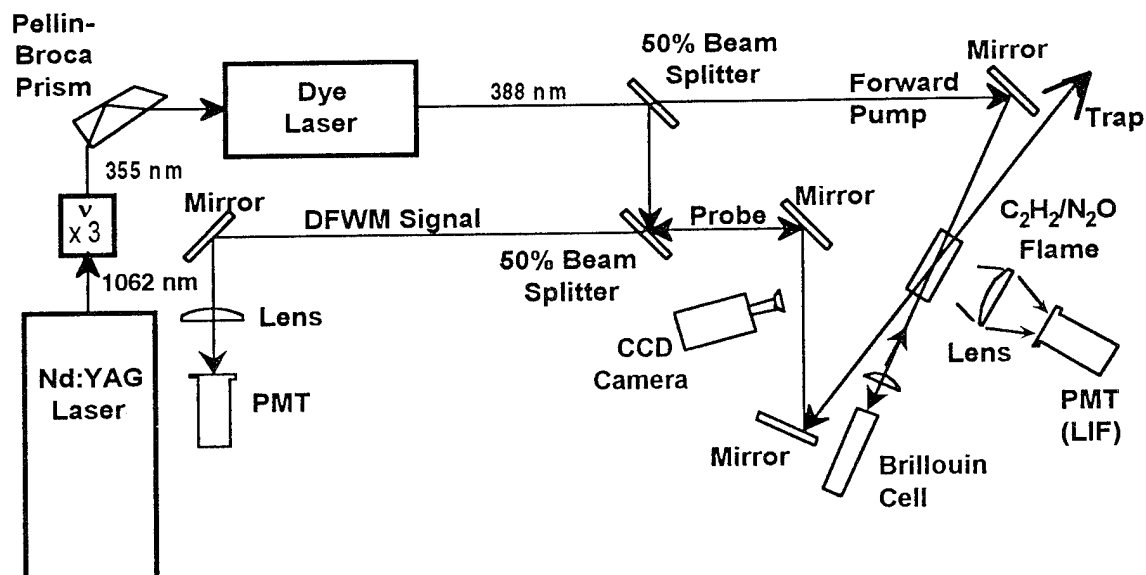 Pellin-
Broca
Prism
50% Beam
Splitter
Mirror
Dye
Laser
388 nm
Forward
Pump
Trap
355 nm
ν
x 3
Mirror
DFWM Signal
Probe
Mirror
C₂H₂/N₂O
Flame
1062 nm
50% Beam
Splitter
Lens
CCD
Camera
Lens
Nd:YAG
Laser
PMT
PMT
(LIF)
Mirror
Brillouin
Cell